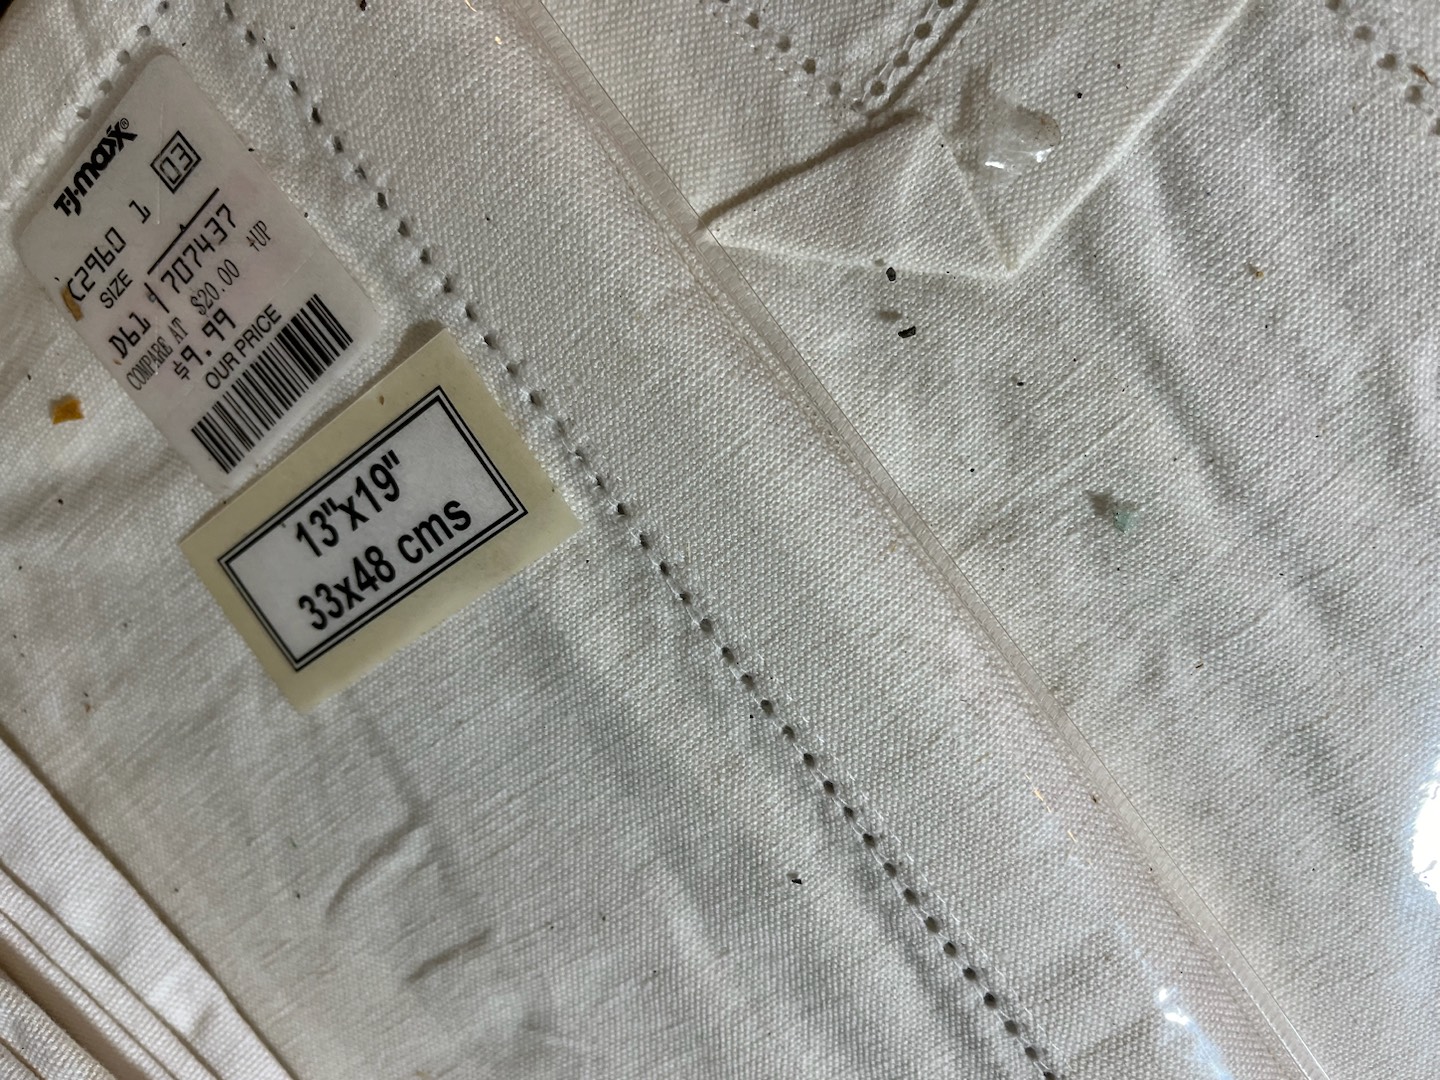 T·J·maxx®
C2960 1 03
SIZE
D61 707437
COMPARE AT $20.00 +UP
$9.99
OUR PRICE
13"x19"
33x48 cms